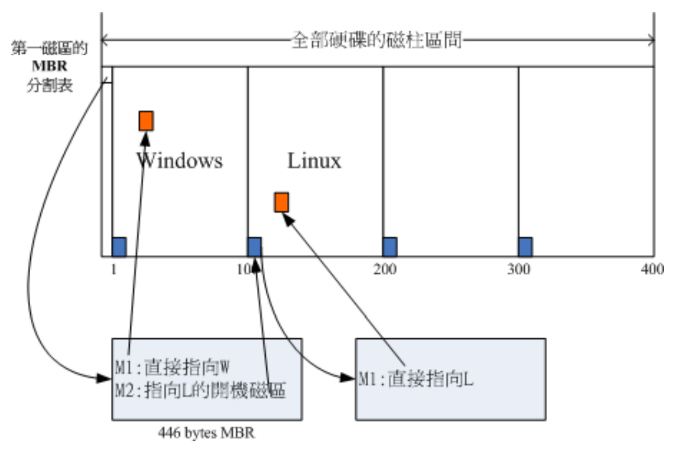 全部硬碟的磁柱區間
第一磁區的
MBR
分割表
Windows
Linux
1
100
200
300
400
M1:直接指向W
M2:指向L的開機磁區
M1:直接指向L
446 bytes MBR